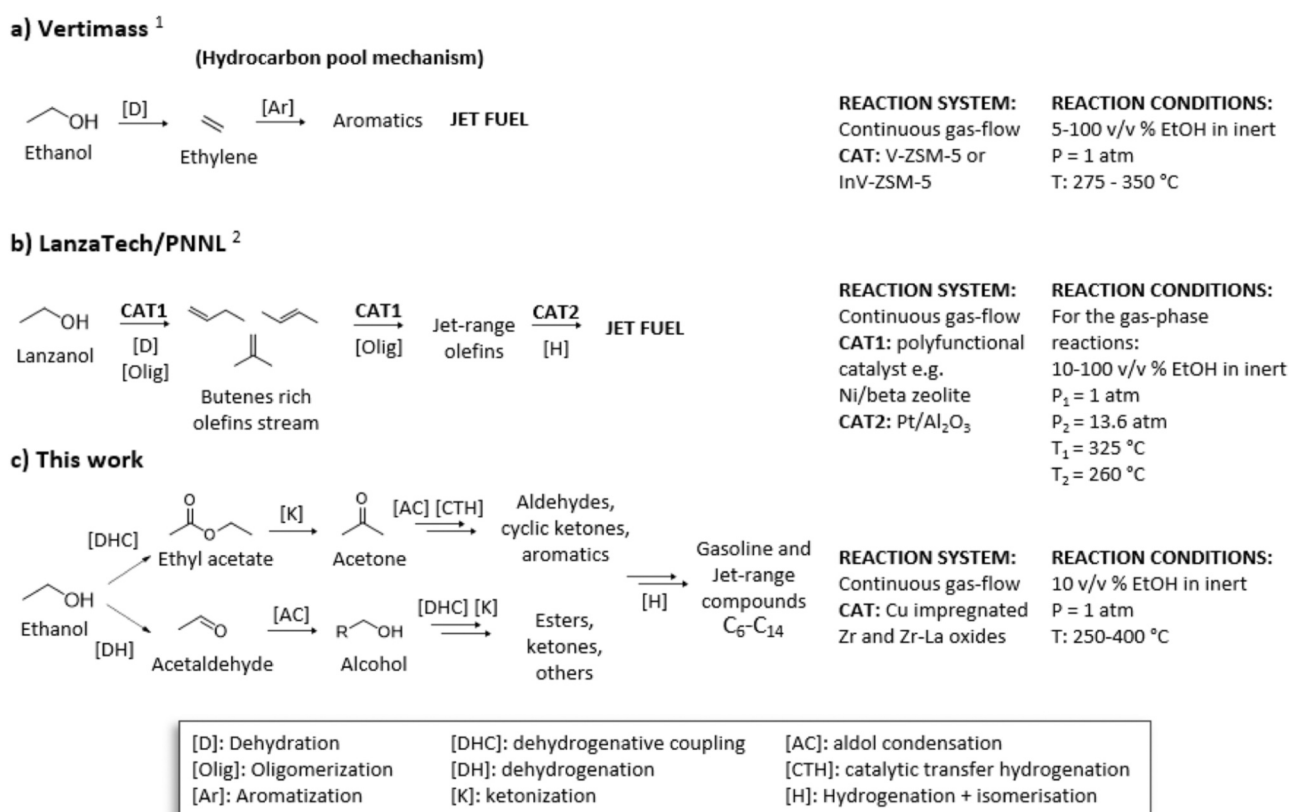 a) Vertimass 1
(Hydrocarbon pool mechanism)
OH
Ethanol
[D]
Ethylene
[Ar]
Aromatics
JET FUEL
REACTION SYSTEM:
Continuous gas-flow
CAT: V-ZSM-5 or
InV-ZSM-5
REACTION CONDITIONS:
5-100 v/v % EtOH in inert
P = 1 atm
T: 275 - 350 °C
b) LanzaTech/PNNL 2
OH
Lanzanol
CAT1
[D]
[Olig]
Butenes rich
olefins stream
CAT1
[Olig]
Jet-range
olefins
CAT2
[H]
JET FUEL
REACTION SYSTEM:
Continuous gas-flow
CAT1: polyfunctional
catalyst e.g.
Ni/beta zeolite
CAT2: Pt/Al2O3
REACTION CONDITIONS:
For the gas-phase
reactions:
10-100 v/v % EtOH in inert
P1 = 1 atm
P2 = 13.6 atm
T1 = 325 °C
T2 = 260 °C
c) This work
OH
Ethanol
[DHC]
O
O
Ethyl acetate
[K]
O
Acetone
[AC] [CTH]
Aldehydes,
cyclic ketones,
aromatics
[DH]
O
Acetaldehyde
[AC]
R OH
Alcohol
[DHC] [K]
Esters,
ketones,
others
[H]
Gasoline and
Jet-range
compounds
C6-C14
REACTION SYSTEM:
Continuous gas-flow
CAT: Cu impregnated
Zr and Zr-La oxides
REACTION CONDITIONS:
10 v/v % EtOH in inert
P = 1 atm
T: 250-400 °C
[D]: Dehydration
[Olig]: Oligomerization
[Ar]: Aromatization
[DHC]: dehydrogenative coupling
[DH]: dehydrogenation
[K]: ketonization
[AC]: aldol condensation
[CTH]: catalytic transfer hydrogenation
[H]: Hydrogenation + isomerisation